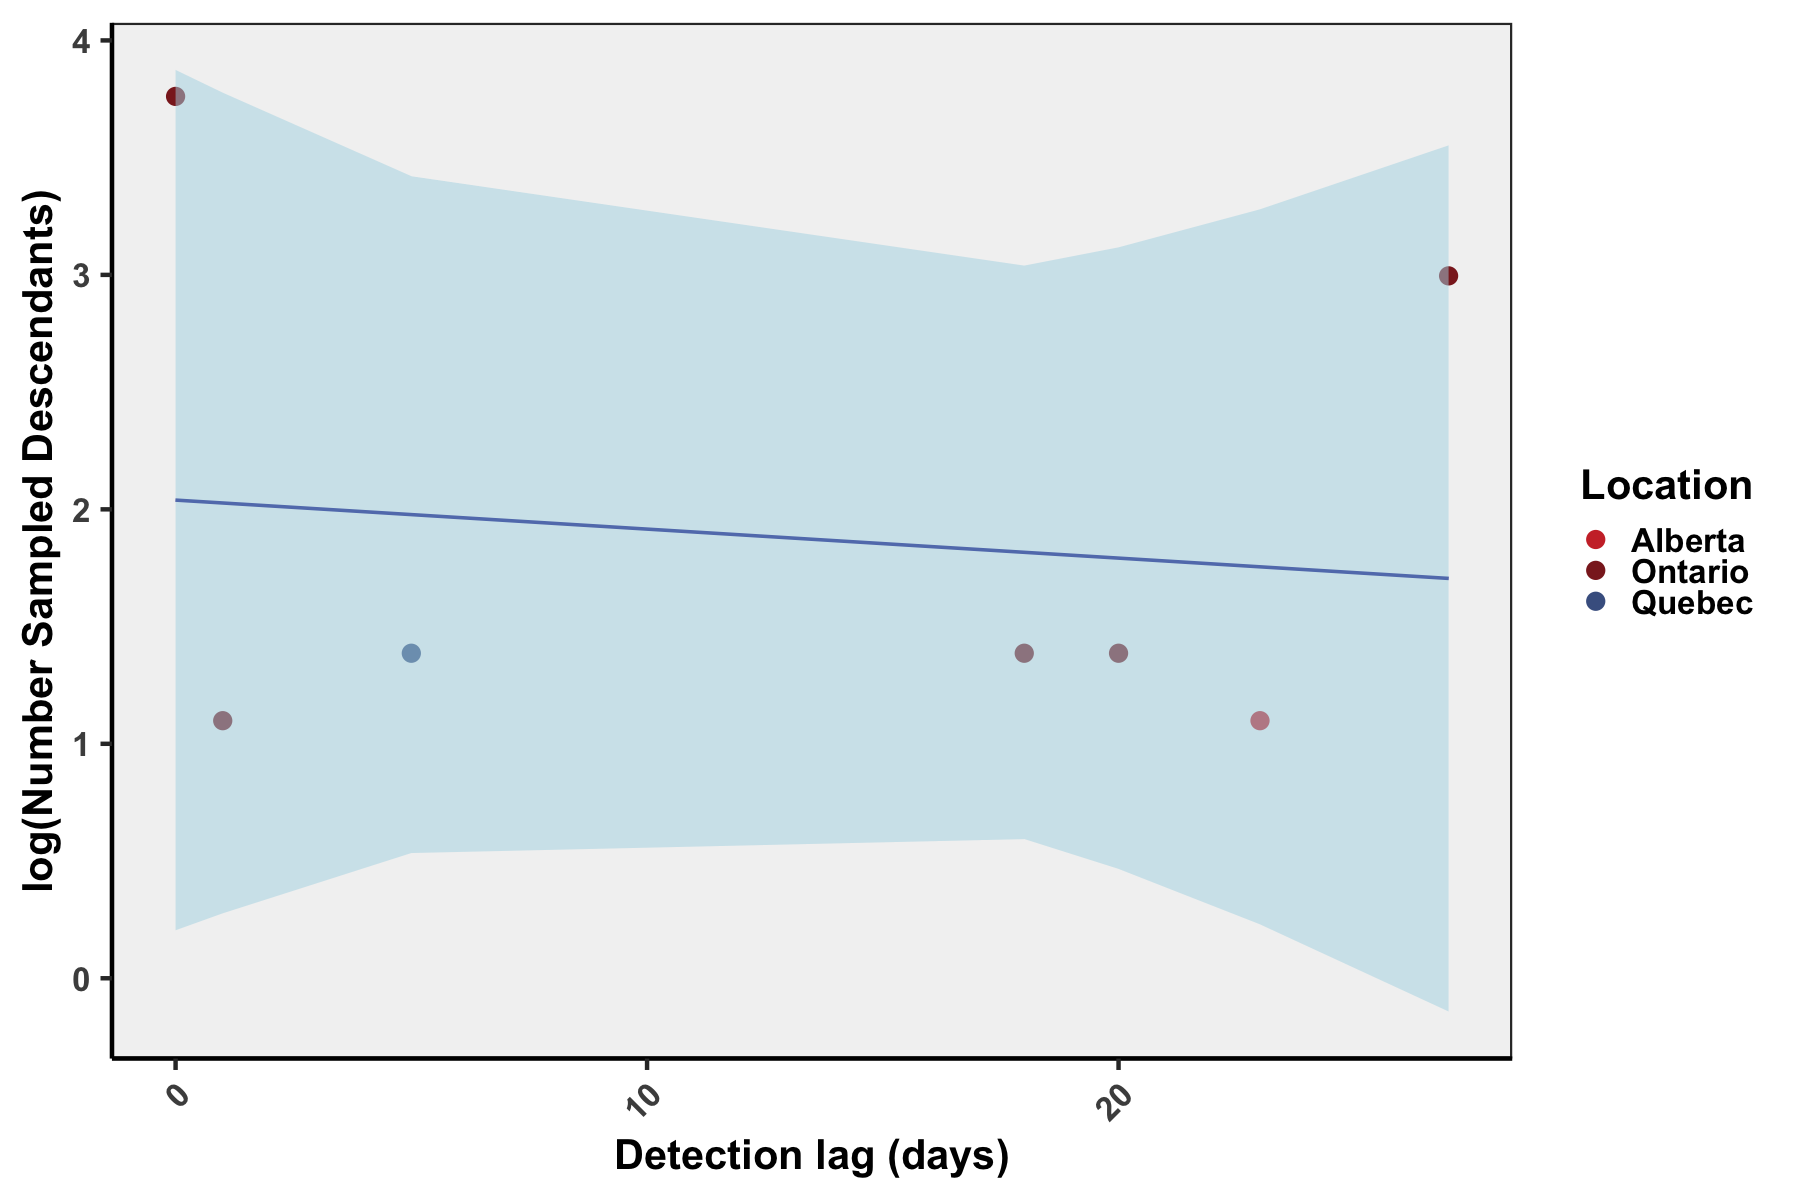 log(Number Sampled Descendants)
4
3
2
1
0
0
10
20
Detection lag (days)
Location
Alberta
Ontario
Quebec